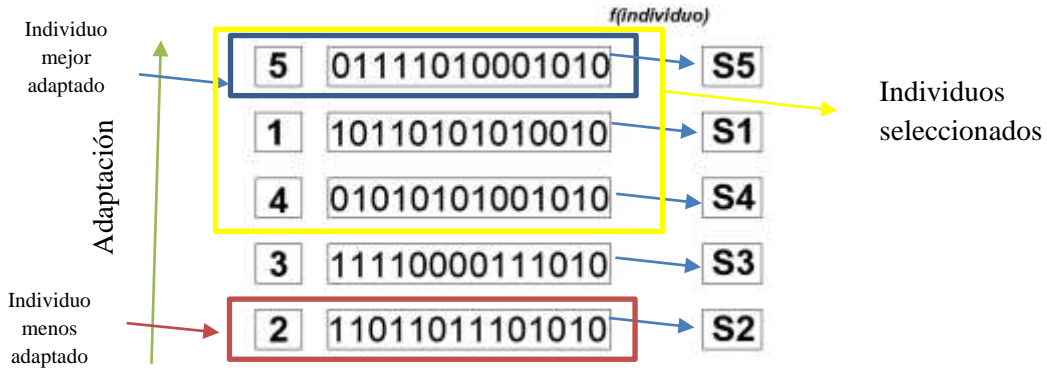 f(individuo)
Individuo
mejor
adaptado
5 01111010001010 S5
1 10110101010010 S1
4 01010101001010 S4
3 11110000111010 S3
2 11011011101010 S2
Individuos
seleccionados
Adaptación
Individuo
menos
adaptado